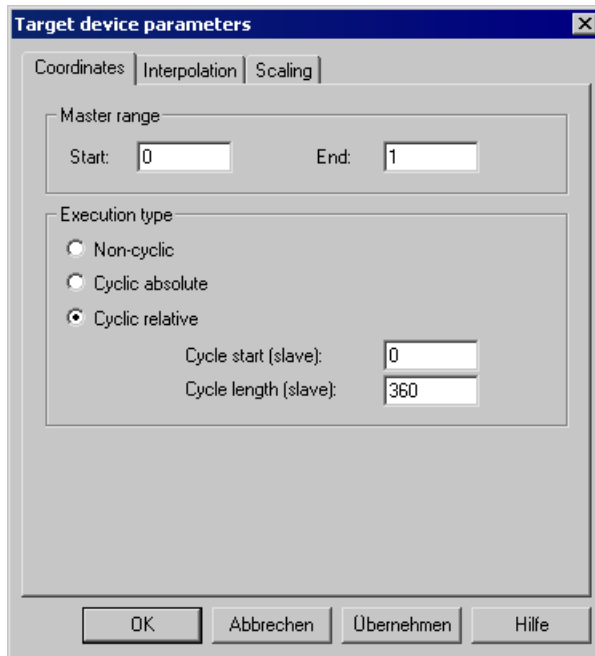 Target device parameters
Coordinates Interpolation Scaling
Master range
Start: 0 End: 1
Execution type
Non-cyclic
Cyclic absolute
Cyclic relative
Cycle start (slave): 0
Cycle length (slave): 360
OK Abbrechen Übernehmen Hilfe